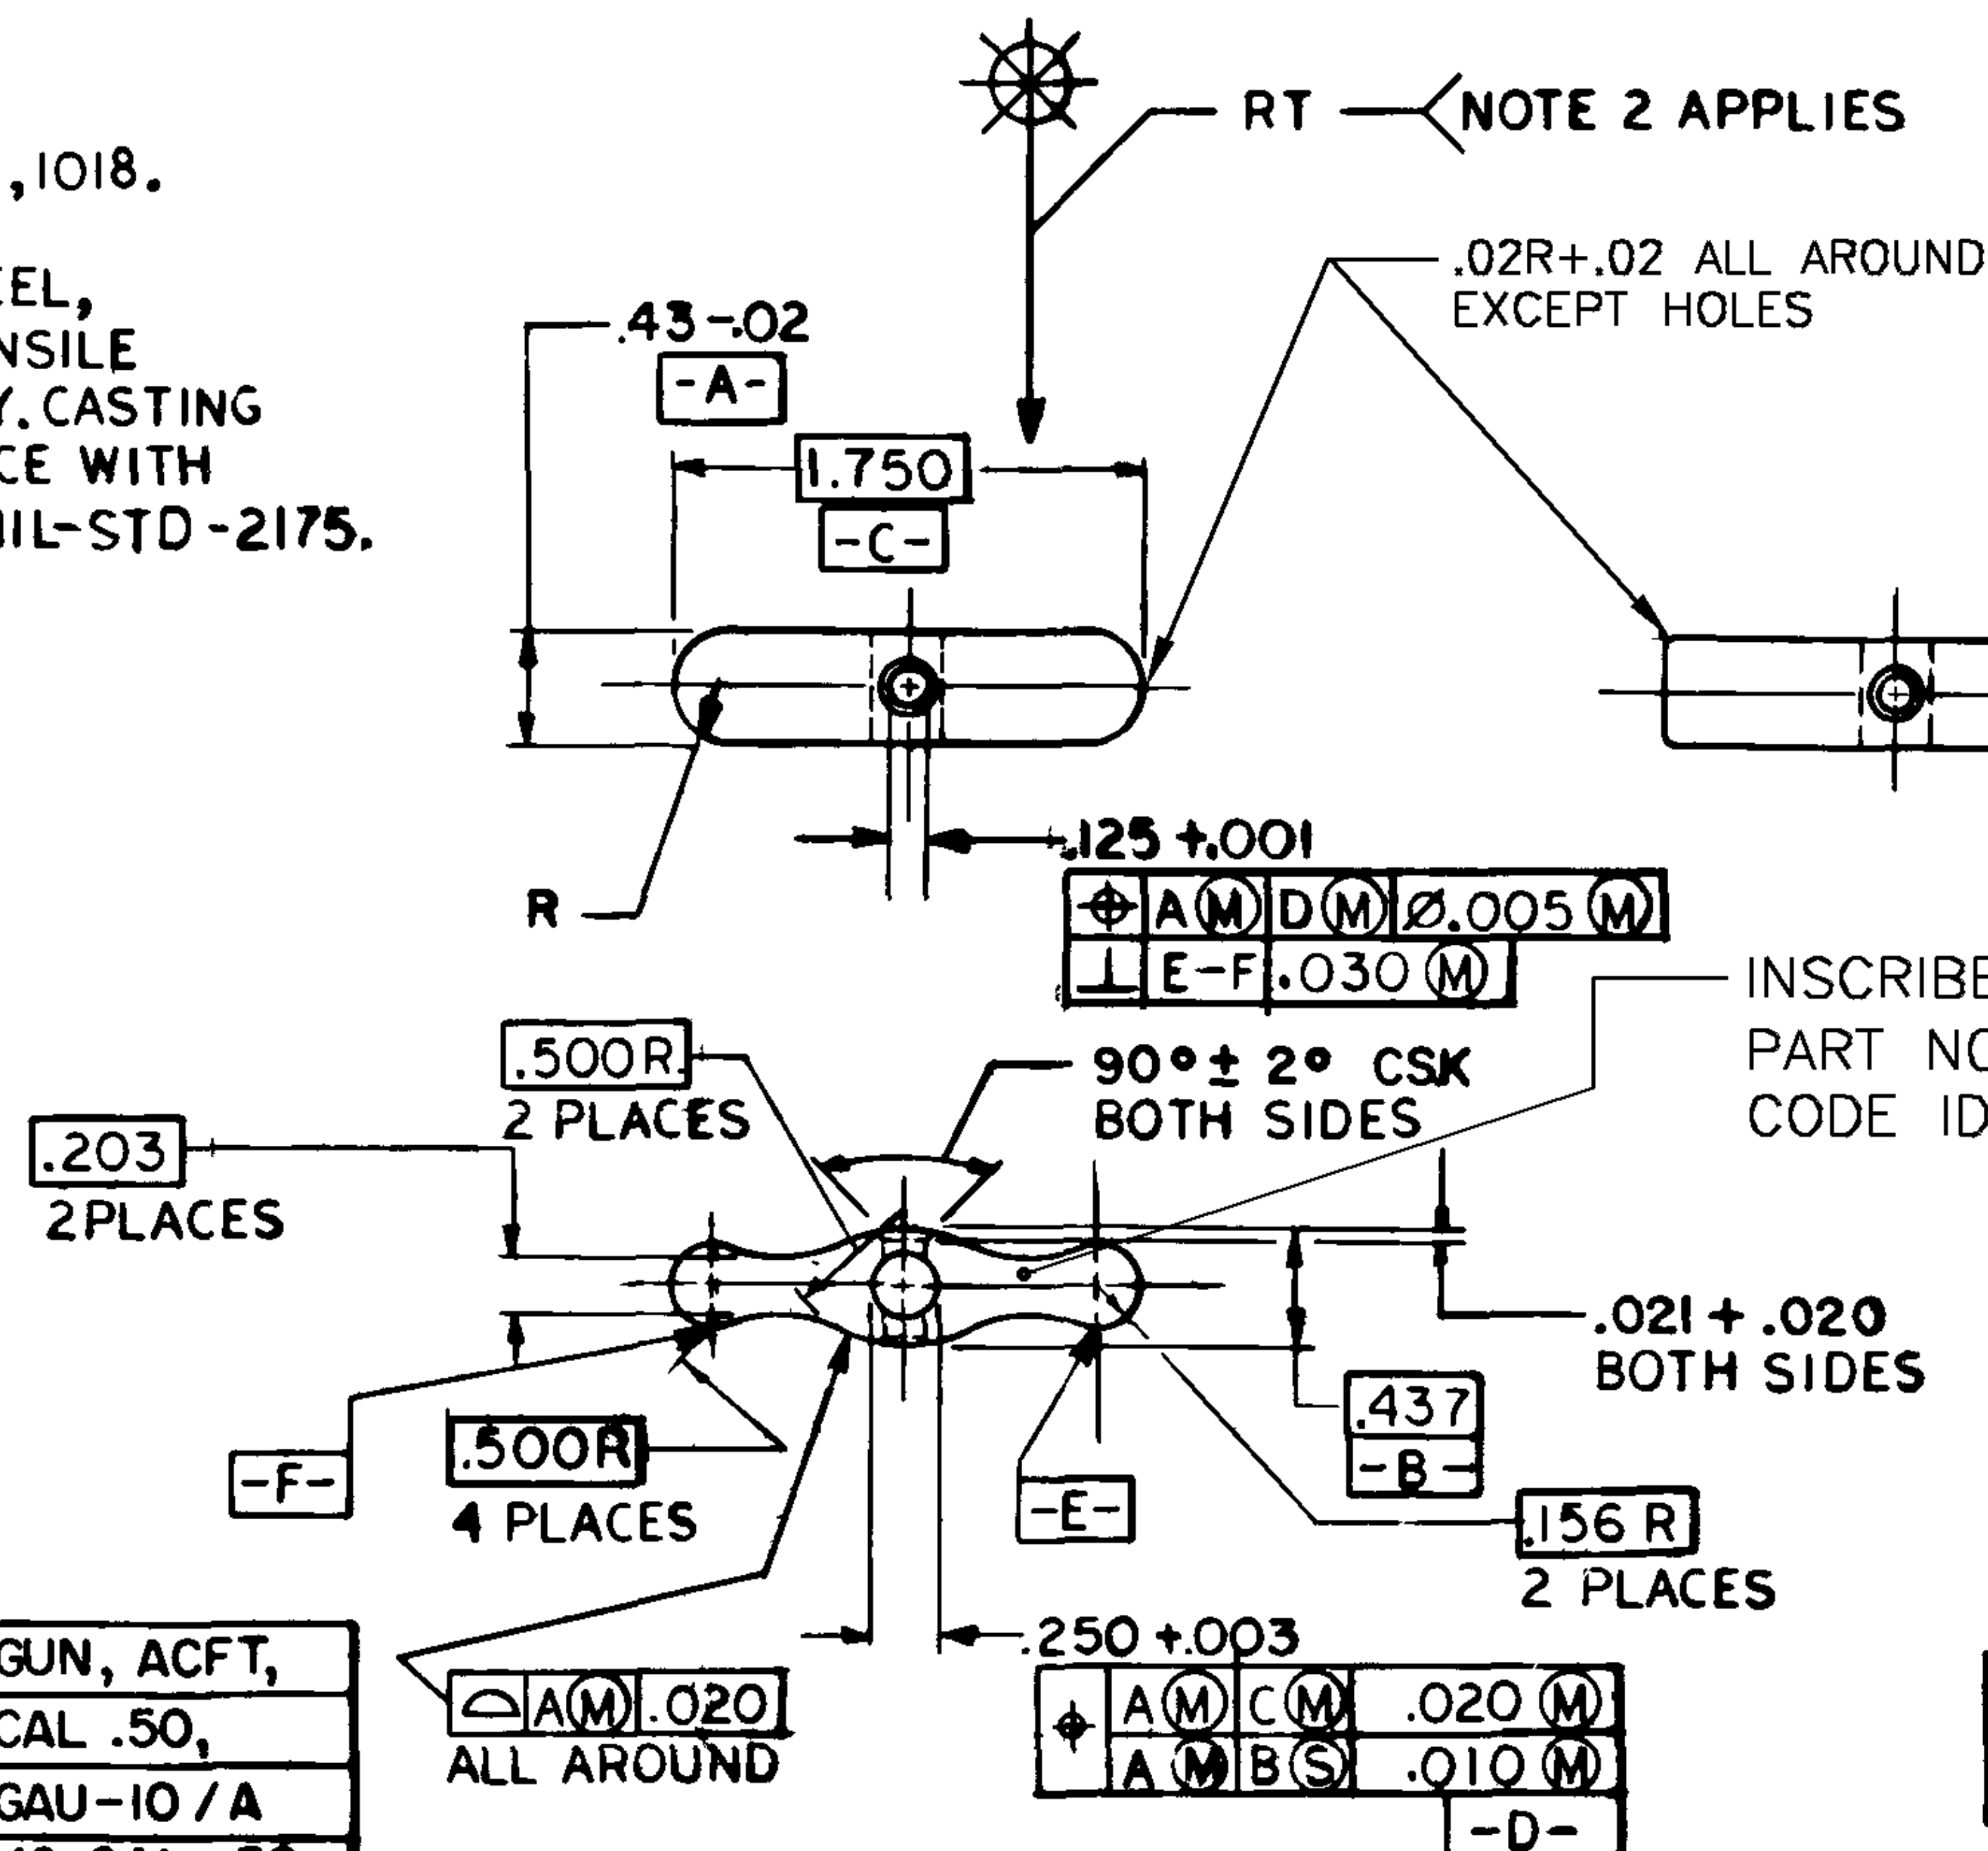 RT
NOTE 2 APPLIES
,1018.
EEL,
NSILE
Y. CASTING
CE WITH
MIL-STD-2175.
.02R+.02 ALL AROUND
EXCEPT HOLES
.43-.02
-A-
1.750
-C-
R
.125 +.001
⌖ A Ⓜ D Ⓜ Ø.005 Ⓜ
⊥ E-F .030 Ⓜ
INSCRIBE
PART NO
CODE ID
.500 R.
2 PLACES
90°± 2° CSK
BOTH SIDES
.203
2 PLACES
.021 + .020
BOTH SIDES
.437
-B-
-F-
.500R
4 PLACES
-E-
.156 R
2 PLACES
GUN, ACFT,
CAL .50,
GAU-10/A
⌓ A Ⓜ .020
ALL AROUND
.250 +.003
⌖ A Ⓜ C Ⓜ .020 Ⓜ
A Ⓜ B Ⓢ .010 Ⓜ
-D-